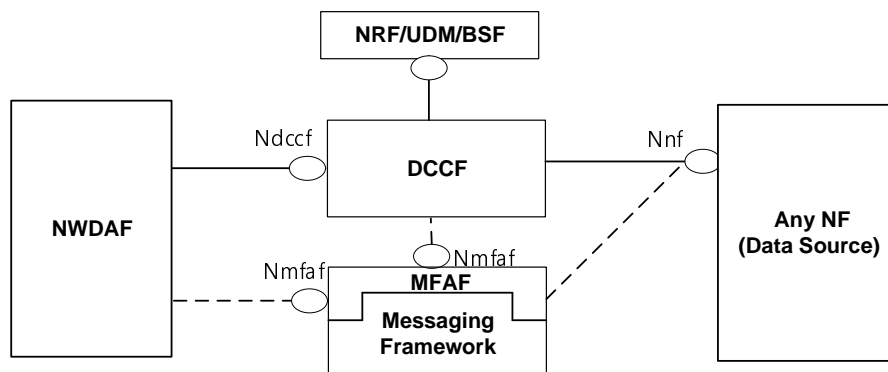 NRF/UDM/BSF
Ndccf
Nnf
DCCF
NWDAF
Any NF
(Data Source)
Nmfaf
Nmfaf
MFAF
Messaging
Framework